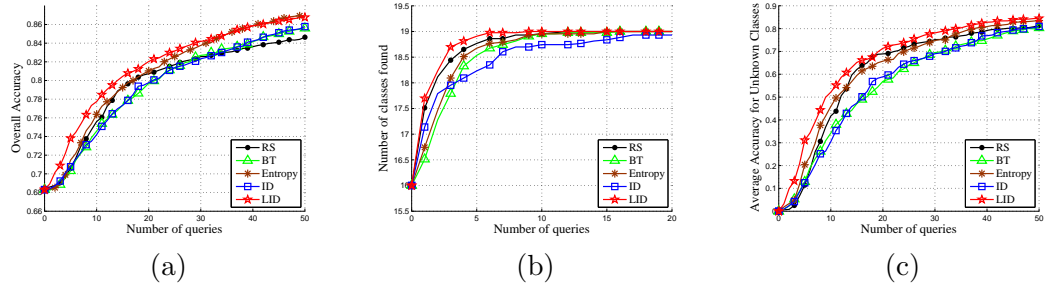 0.86
0.84
0.82
0.8
0.78
0.76
0.74
0.72
0.7
0.68
0.66
Overall Accurancy
0 10 20 30 40 50
Number of queries
RS
BT
Entropy
ID
LID
(a)
19.5
19
18.5
18
17.5
17
16.5
16
15.5
Number of classes found
0 5 10 15 20
Number of queries
RS
BT
Entropy
ID
LID
(b)
0.9
0.8
0.7
0.6
0.5
0.4
0.3
0.2
0.1
0
Average Accuracy for Unknown Classes
0 10 20 30 40 50
Number of queries
RS
BT
Entropy
ID
LID
(c)